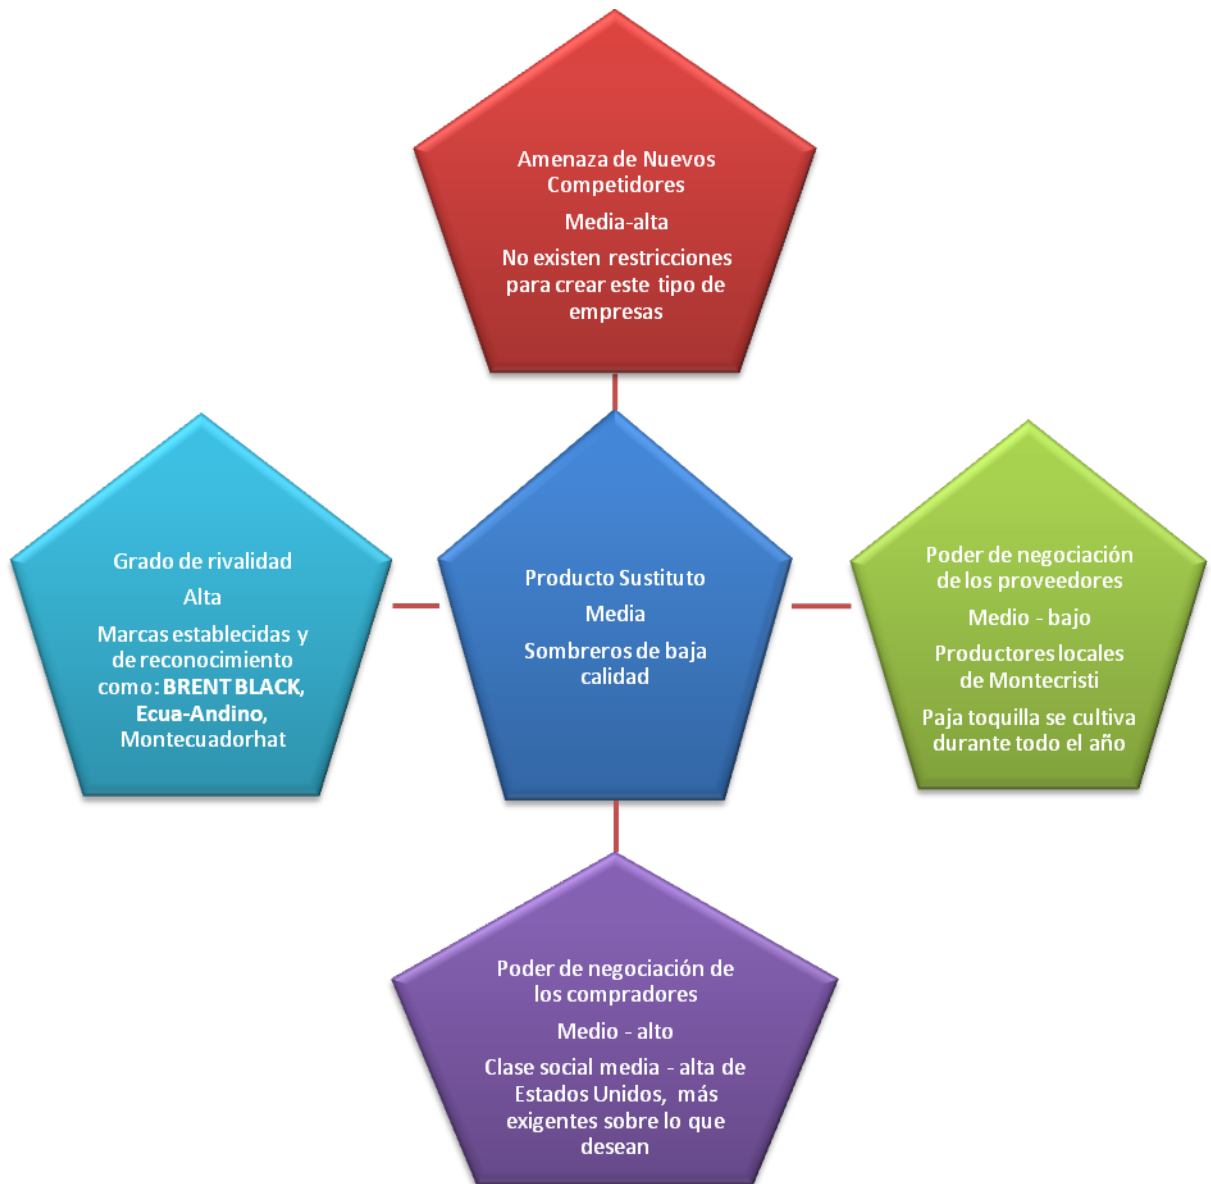 Amenaza de Nuevos
Competidores
Media-alta
No existen restricciones
para crear este tipo de
empresas
Grado de rivalidad
Alta
Marcas establecidas y
de reconocimiento
como: BRENT BLACK,
Ecua-Andino,
Montecuadorhat
Producto Sustituto
Media
Sombreros de baja
calidad
Poder de negociación
de los proveedores
Medio - bajo
Productores locales
de Montecristi
Paja toquilla se cultiva
durante todo el año
Poder de negociación de
los compradores
Medio - alto
Clase social media - alta de
Estados Unidos, más
exigentes sobre lo que
desean